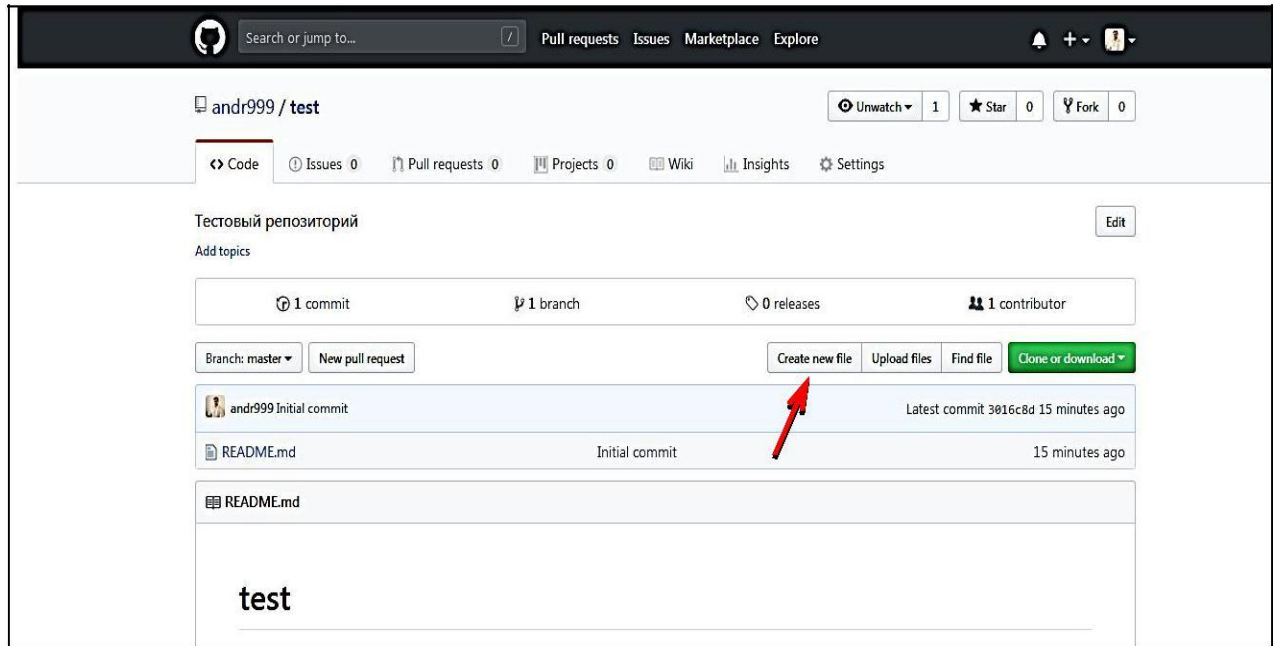 Search or jump to... / Pull requests Issues Marketplace Explore
andr999 / test Unwatch 1 Star 0 Fork 0
Code Issues 0 Pull requests 0 Projects 0 Wiki Insights Settings
Тестовый репозиторий Edit
Add topics
1 commit 1 branch 0 releases 1 contributor
Branch: master New pull request Create new file Upload files Find file Clone or download
andr999 Initial commit Latest commit 3016c8d 15 minutes ago
README.md Initial commit 15 minutes ago
README.md
test